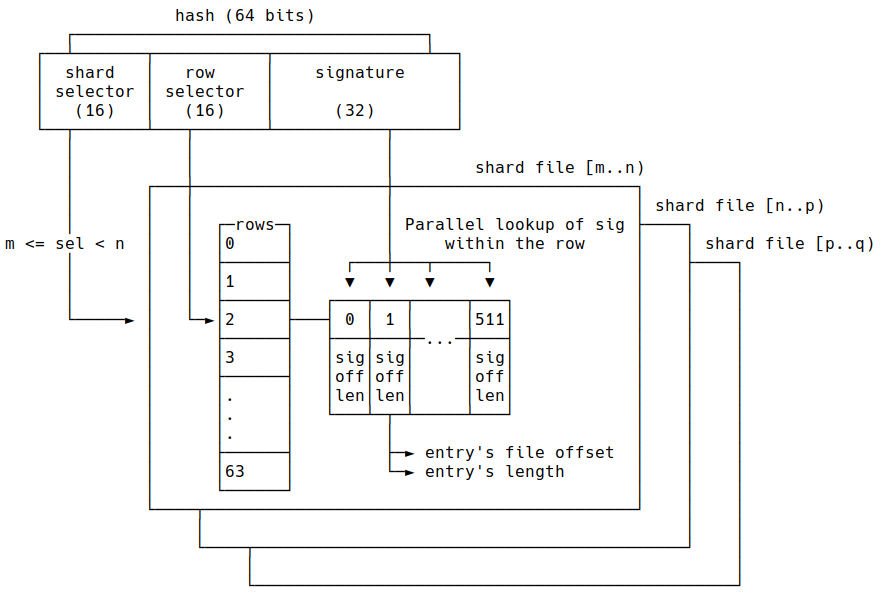 hash (64 bits)
shard selector (16)
row selector (16)
signature (32)
shard file [m..n)
shard file [n..p)
shard file [p..q)
m <= sel < n
rows
0
1
2
3
.
.
.
63
Parallel lookup of sig
within the row
0 1 ... 511
sig sig sig
off off off
len len len
entry's file offset
entry's length